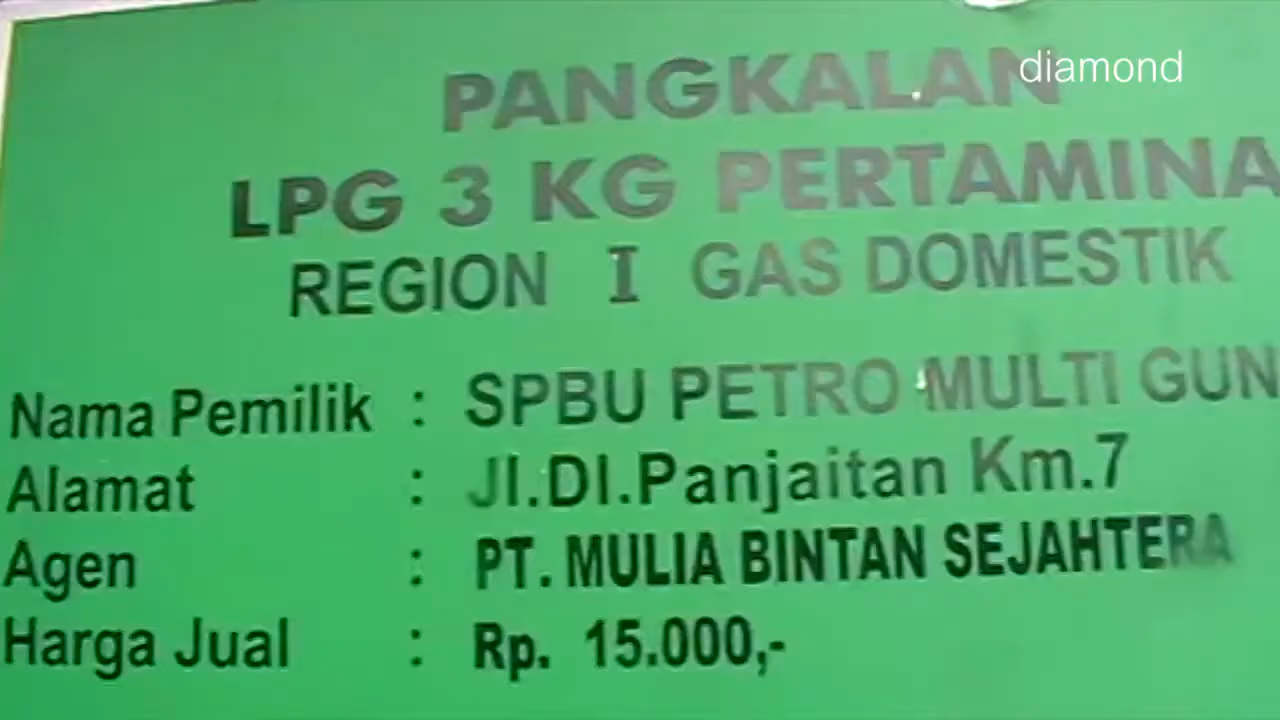 diamond
PANGKALAN
LPG 3 KG PERTAMINA
REGION I GAS DOMESTIK
Nama Pemilik : SPBU PETRO MULTI GUN
Alamat : Jl.DI.Panjaitan Km.7
Agen : PT. MULIA BINTAN SEJAHTERA
Harga Jual : Rp. 15.000,-